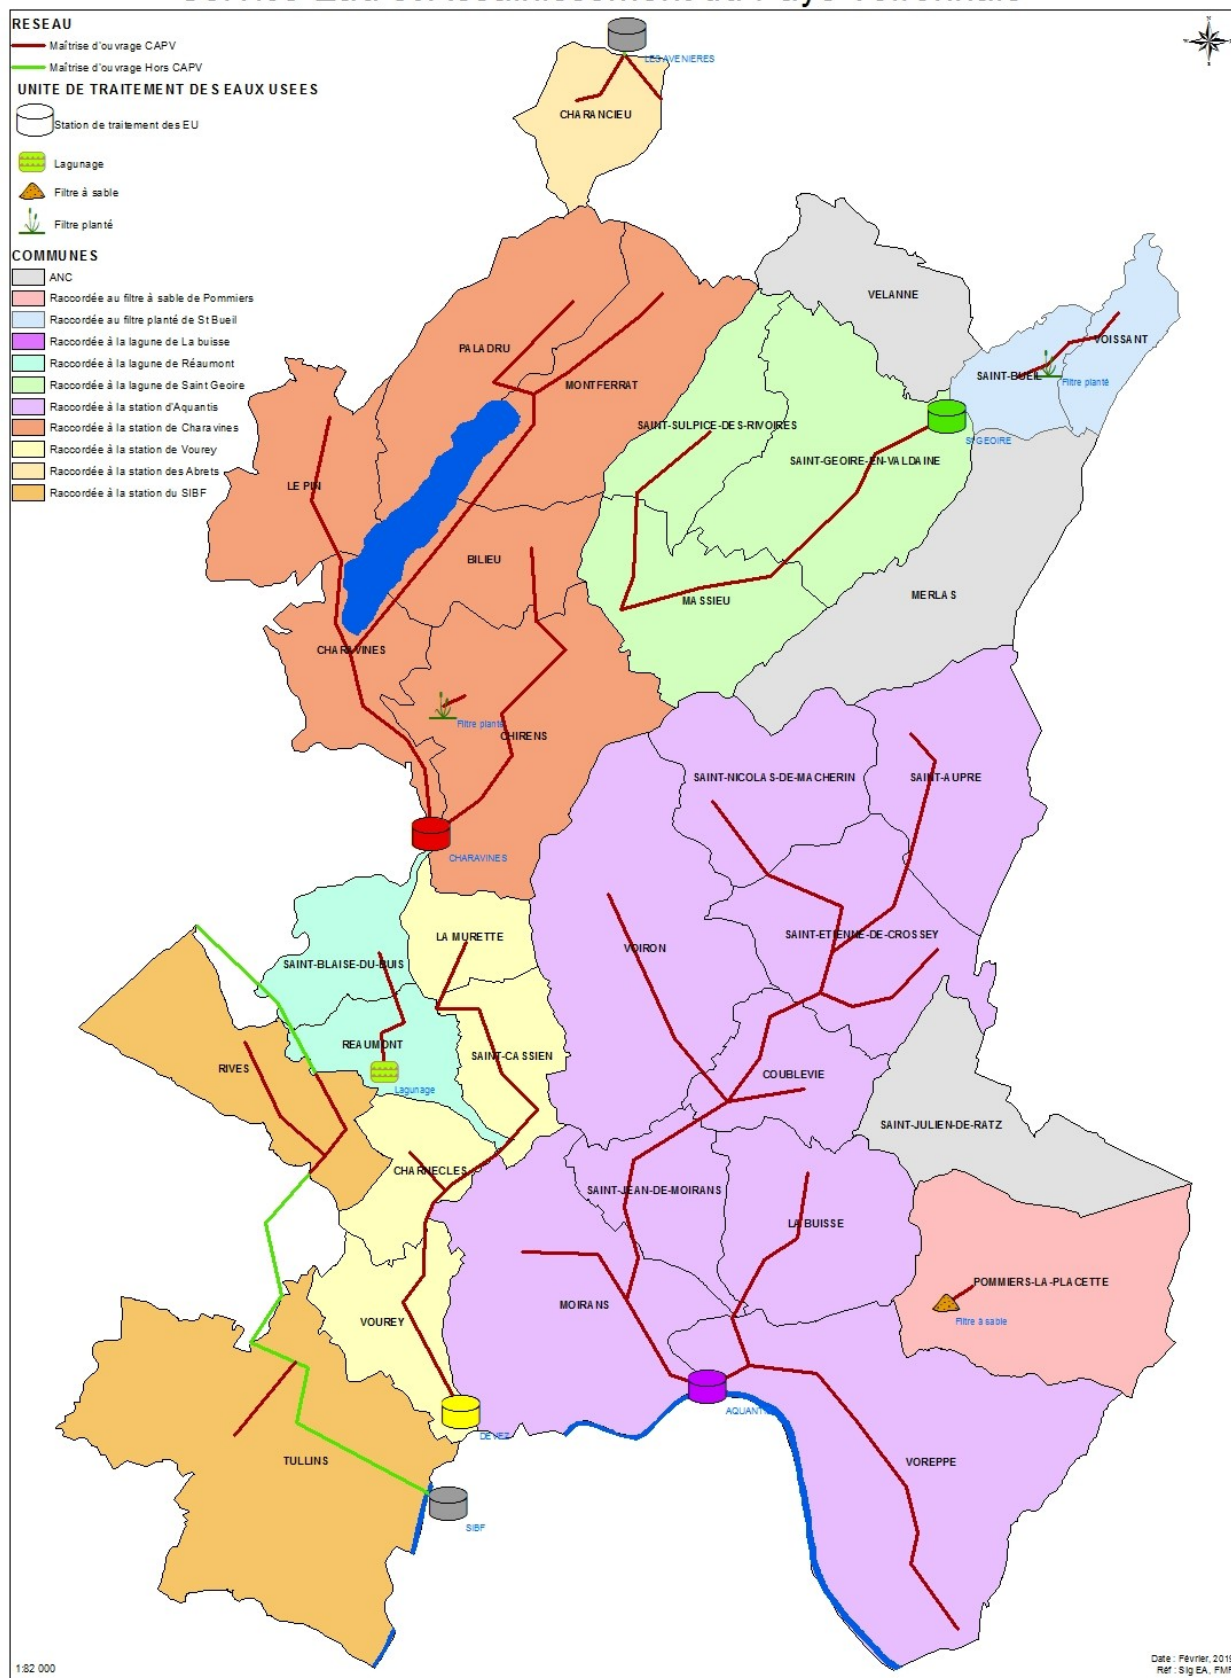 RESEAU
Maîtrise d'ouvrage CAPV
Maîtrise d'ouvrage Hors CAPV
UNITE DE TRAITEMENT DES EAUX USEES
Station de traitement des EU
Lagunage
Filtre à sable
Filtre planté
COMMUNES
ANC
Raccordée au filtre à sable de Pommiers
Raccordée au filtre planté de St Bueil
Raccordée à la lagune de La buisse
Raccordée à la lagune de Réaumont
Raccordée à la lagune de Saint Geoire
Raccordée à la station d'Aquantis
Raccordée à la station de Charavines
Raccordée à la station de Vourey
Raccordée à la station des Abrets
Raccordée à la station du SIBF
LES AVENIERES
CHARANCIEU
VELANNE
VOISSANT
PALADRU
MONTFERRAT
SAINT-BUEIL
Filtre planté
SAINT-SULPICE-DES-RIVOIRES
ST GEOIRE
SAINT-GEOIRE-EN-VALDAINE
LE PIN
BILIEU
MASSIEU
MERLAS
CHARAVINES
Filtre planté
CHIRENS
SAINT-NICOLAS-DE-MACHERIN
SAINT-AUPRE
CHARAVINES
LA MURETTE
SAINT-ETIENNE-DE-CROSSEY
VOIRON
SAINT-BLAISE-DU-BUIS
REAUMONT
SAINT-CASSIEN
RIVES
COUBLEVIE
Lagunage
SAINT-JULIEN-DE-RATZ
CHARNECLES
SAINT-JEAN-DE-MOIRANS
LA BUISSE
POMMIERS-LA-PLACETTE
MOIRANS
Filtre à sable
VOUREY
AQUANTIS
DEVEZ
TULLINS
VOREPPE
SIBF
1:82 000
Date : Février, 2019
Réf : Sig EA,